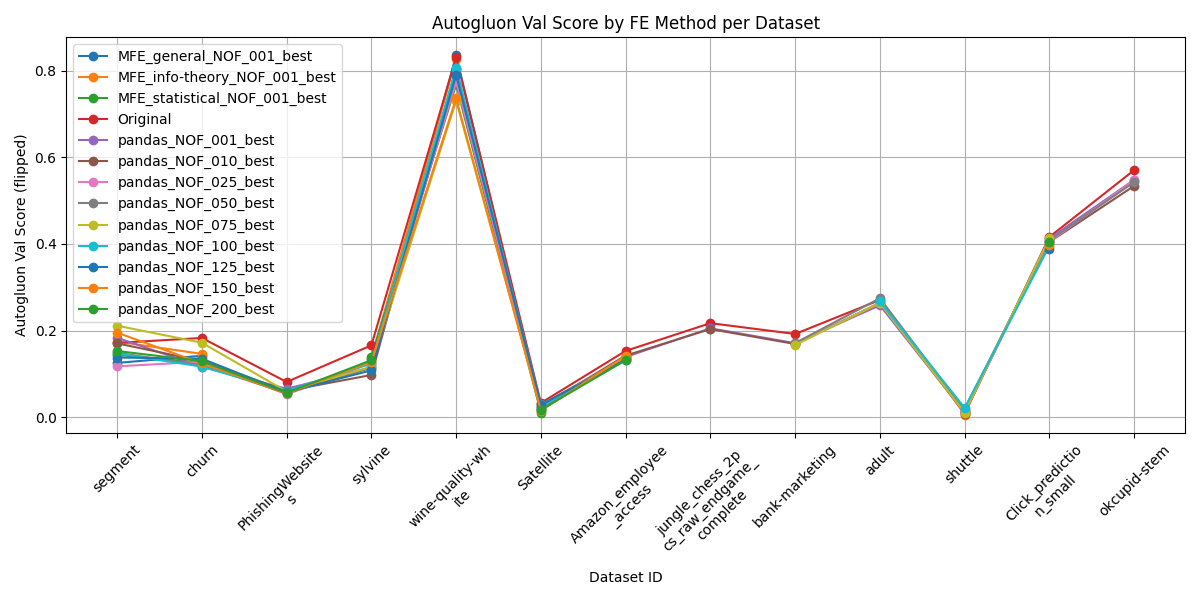 Autogluon Val Score by FE Method per Dataset
Autogluon Val Score (flipped)
0.8
0.6
0.4
0.2
0.0
MFE_general_NOF_001_best
MFE_info-theory_NOF_001_best
MFE_statistical_NOF_001_best
Original
pandas_NOF_001_best
pandas_NOF_010_best
pandas_NOF_025_best
pandas_NOF_050_best
pandas_NOF_075_best
pandas_NOF_100_best
pandas_NOF_125_best
pandas_NOF_150_best
pandas_NOF_200_best
segment
churn
PhishingWebsite
s
sylvine
wine-quality-wh
ite
Satellite
Amazon_employee
_access
jungle_chess_2p
cs_raw_endgame_
complete
bank-marketing
adult
shuttle
Click_predictio
n_small
okcupid-stem
Dataset ID